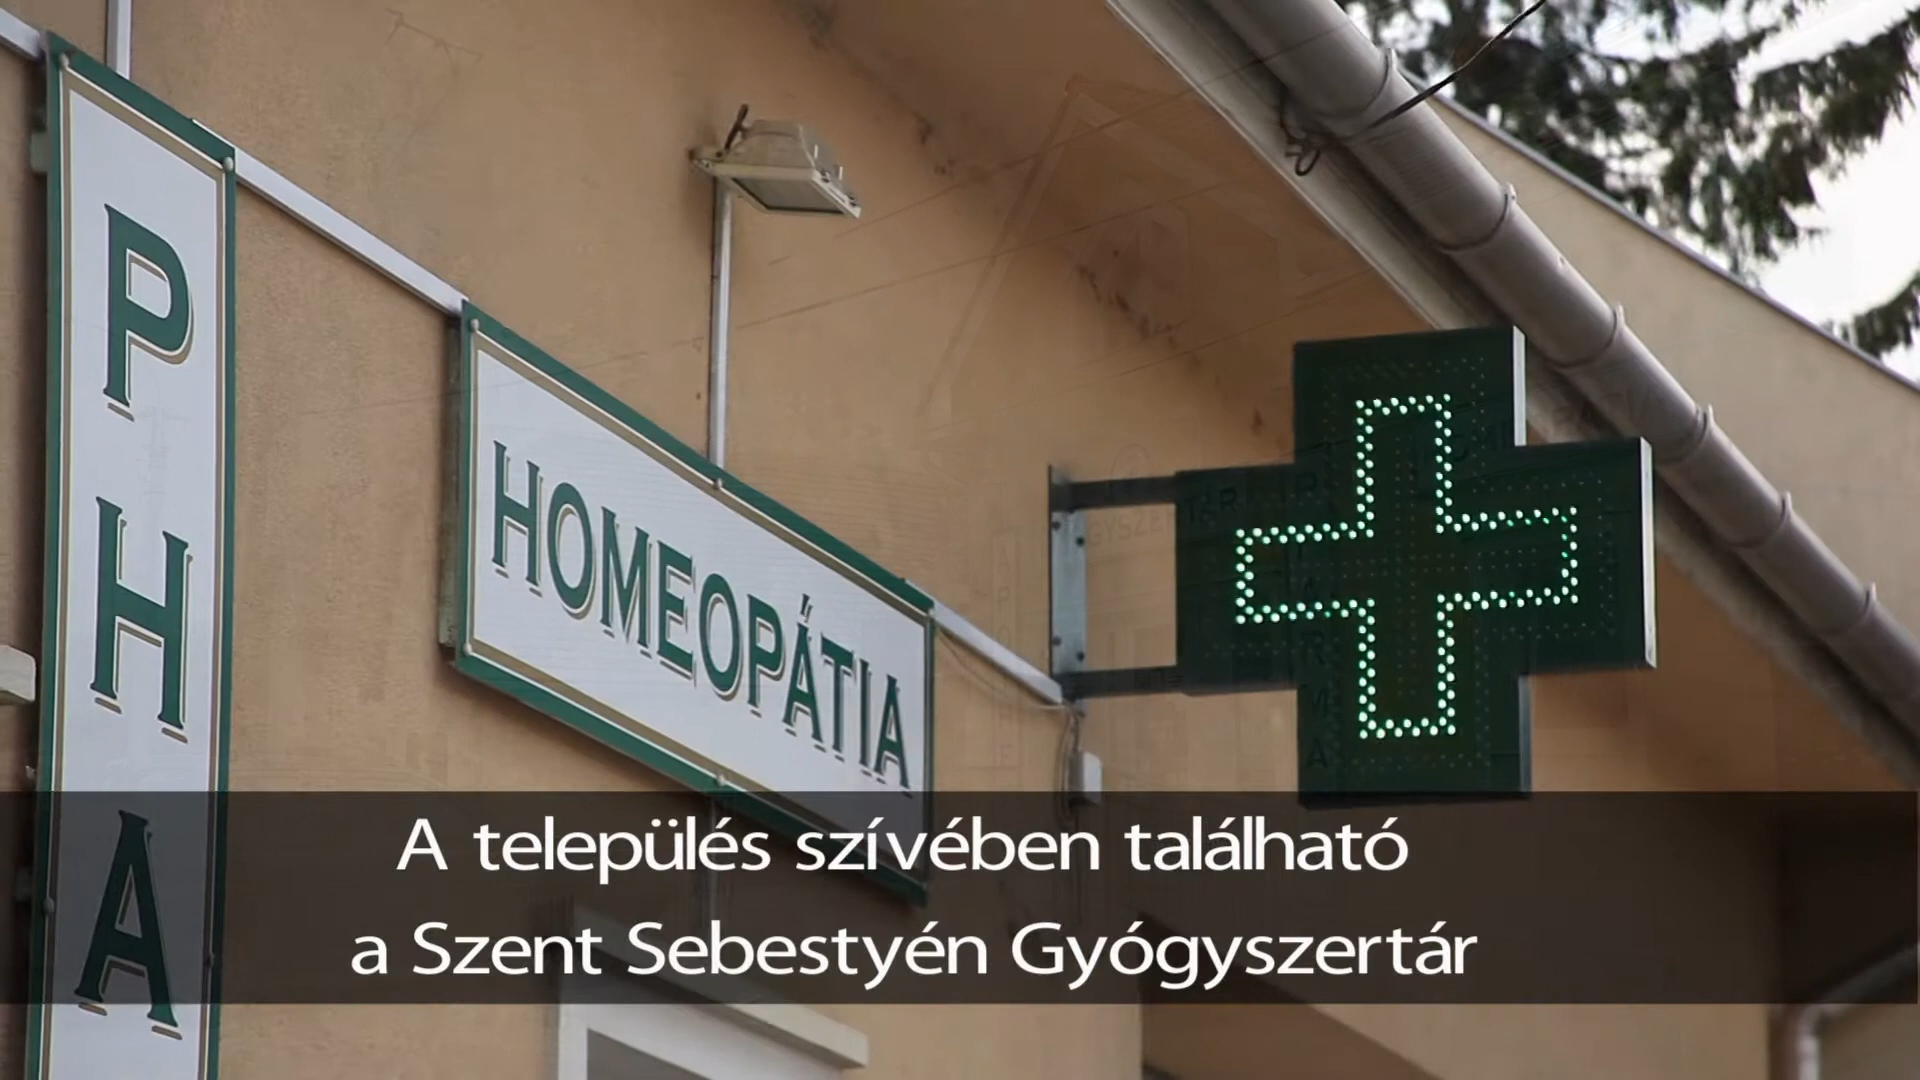 PHA
HOMEOPÁTIA
A település szívében található
a Szent Sebestyén Gyógyszertár